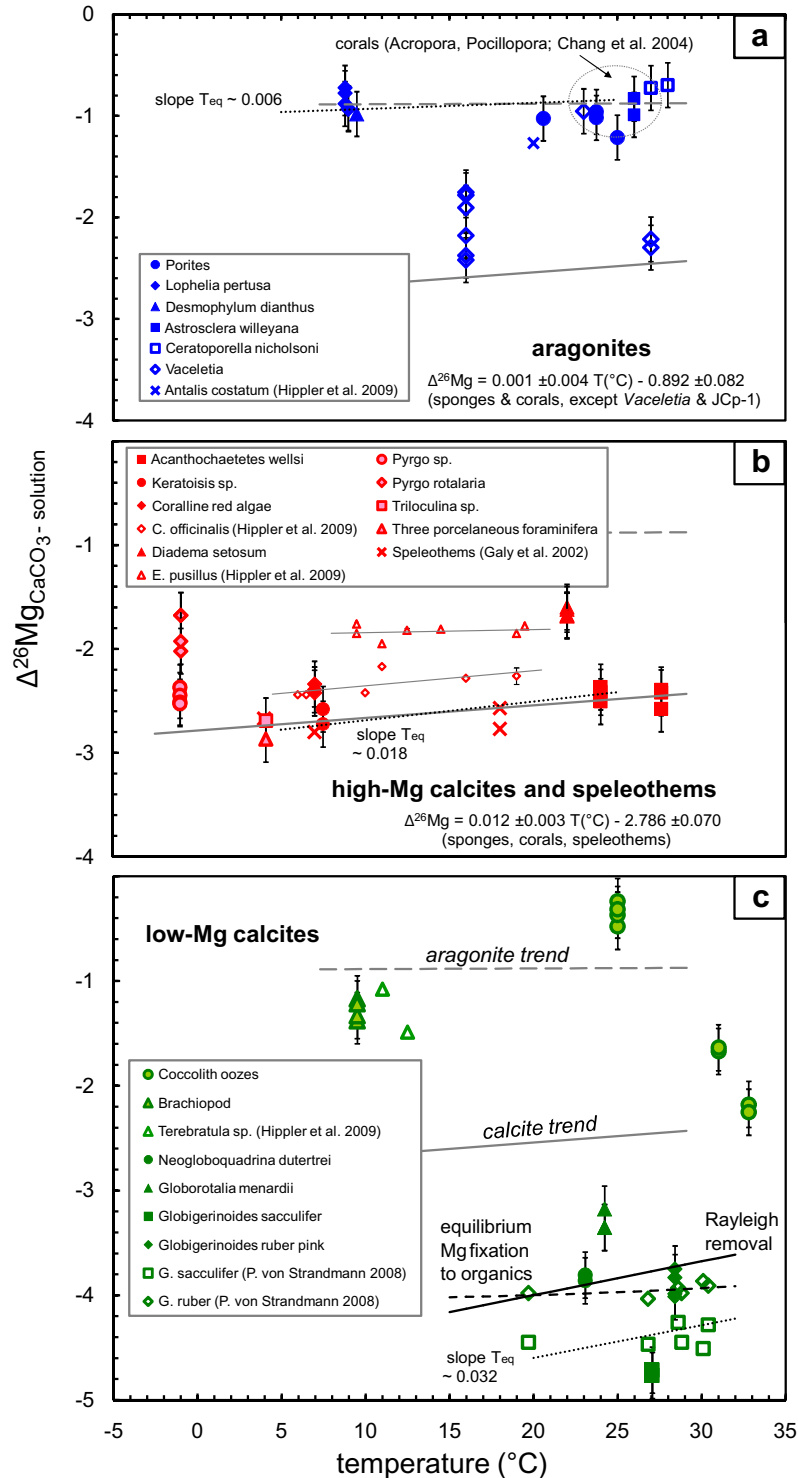 a
corals (Acropora, Pocillopora; Chang et al. 2004)
slope Teq ~ 0.006
Porites
Lophelia pertusa
Desmophylum dianthus
Astrosclera willeyana
Ceratoporella nicholsoni
Vaceletia
Antalis costatum (Hippler et al. 2009)
aragonites
Δ26Mg = 0.001 ±0.004 T(°C) - 0.892 ±0.082
(sponges & corals, except Vaceletia & JCp-1)
0
-1
-2
-3
-4
b
Acanthochaetetes wellsi
Keratoisis sp.
Coralline red algae
C. officinalis (Hippler et al. 2009)
Diadema setosum
E. pusillus (Hippler et al. 2009)
Pyrgo sp.
Pyrgo rotalaria
Triloculina sp.
Three porcelaneous foraminifera
Speleothems (Galy et al. 2002)
slope Teq
~ 0.018
high-Mg calcites and speleothems
Δ26Mg = 0.012 ±0.003 T(°C) - 2.786 ±0.070
(sponges, corals, speleothems)
-1
-2
-3
-4
Δ26MgCaCO3 - solution
c
low-Mg calcites
aragonite trend
Coccolith oozes
Brachiopod
Terebratula sp. (Hippler et al. 2009)
Neogloboquadrina dutertrei
Globorotalia menardii
Globigerinoides sacculifer
Globigerinoides ruber pink
G. sacculifer (P. von Strandmann 2008)
G. ruber (P. von Strandmann 2008)
calcite trend
equilibrium
Mg fixation
to organics
Rayleigh
removal
slope Teq
~ 0.032
-1
-2
-3
-4
-5
-5
0
5
10
15
20
25
30
35
temperature (°C)